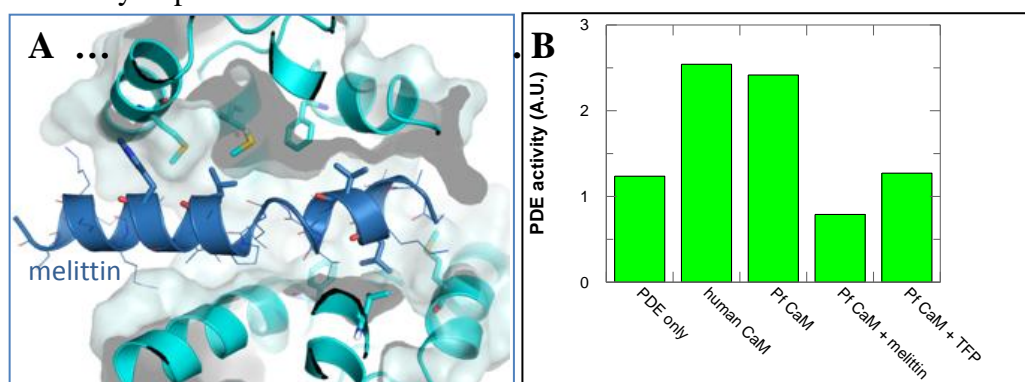 A ...
. B
melittin
PDE activity (A.U.)
3
2
1
0
PDE only
human CaM
Pf CaM
Pf CaM + melittin
Pf CaM + TFP